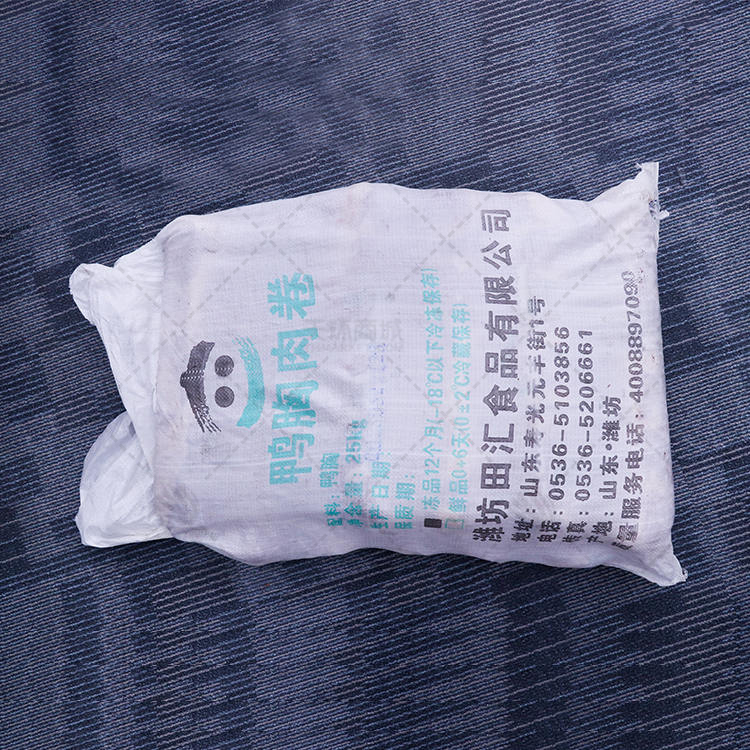 鸭胸肉卷
配料：鸭胸
净含量：25kg
生产日期：
保质期：
冻品12个月(-18℃以下冷冻保存)
鲜品0+6天(0±2℃冷藏保存)
潍坊田汇食品有限公司
地址：山东寿光元丰街1号
电话：0536-5103856
传真：0536-5206661
产地：山东·潍坊
质量服务电话：4008897090